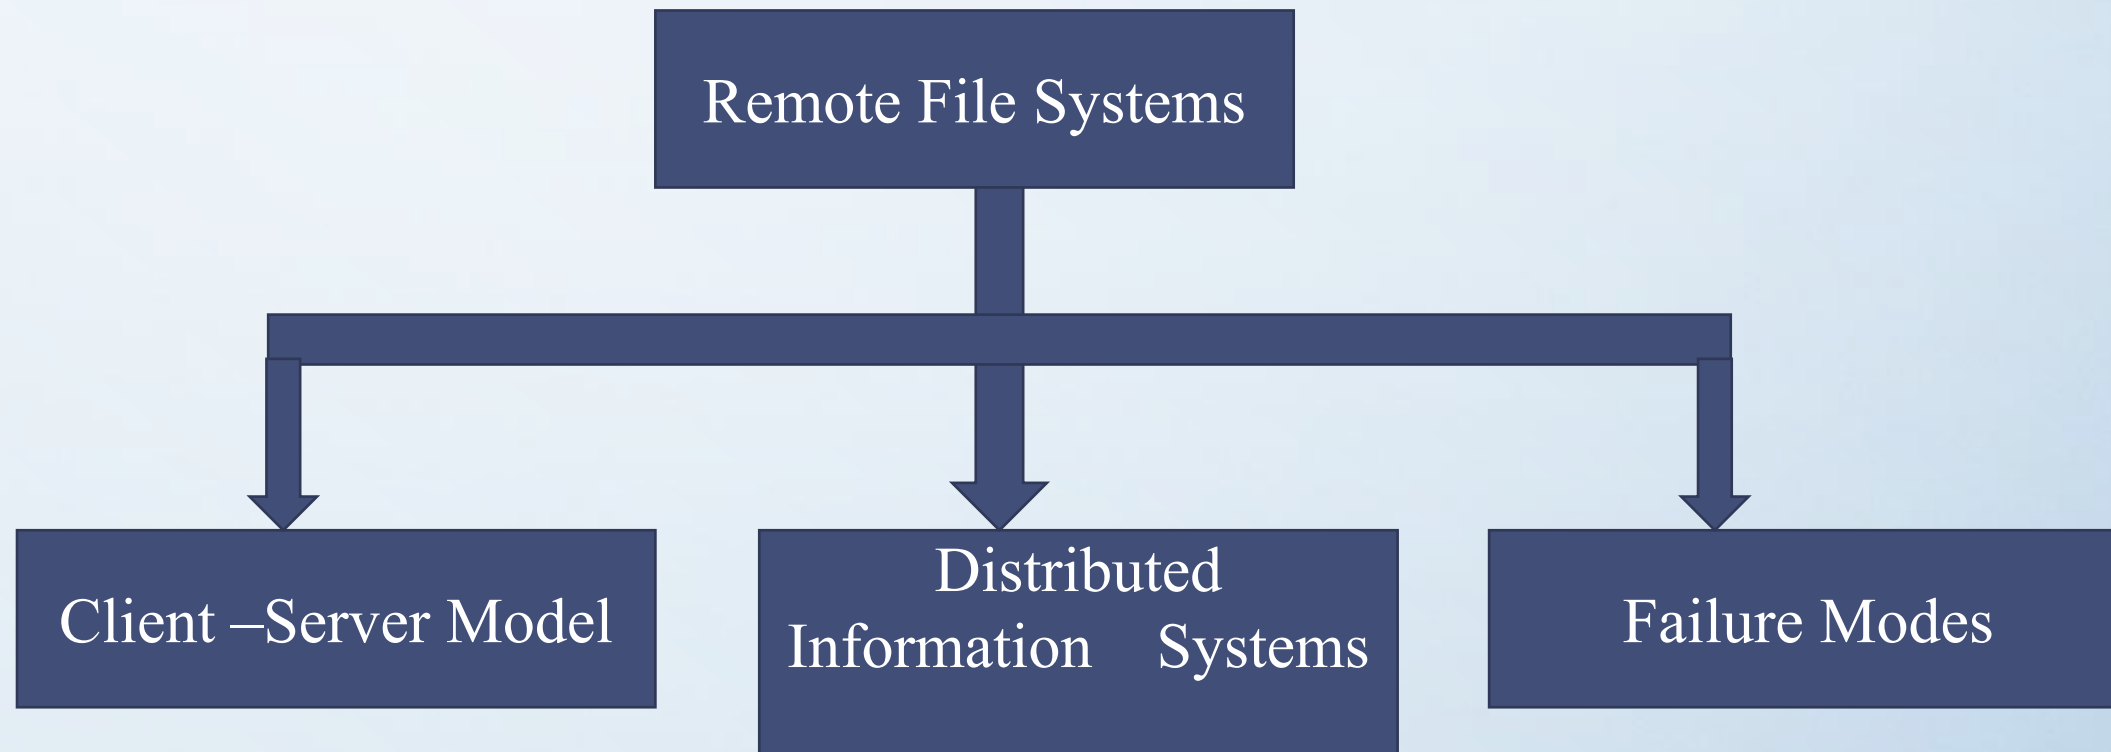 Remote File Systems
Client –Server Model
Distributed
Information Systems
Failure Modes